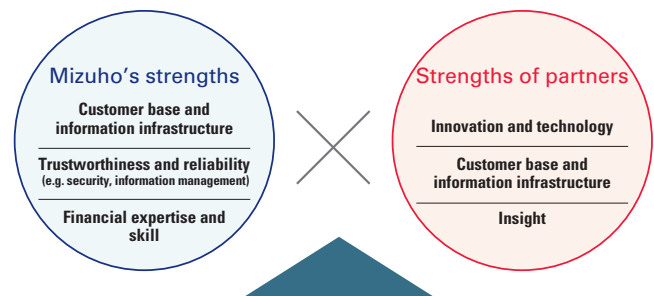 Mizuho's strengths
Customer base and
information infrastructure
Trustworthiness and reliability
(e.g. security, information management)
Financial expertise and
skill
Strengths of partners
Innovation and technology
Customer base and
information infrastructure
Insight